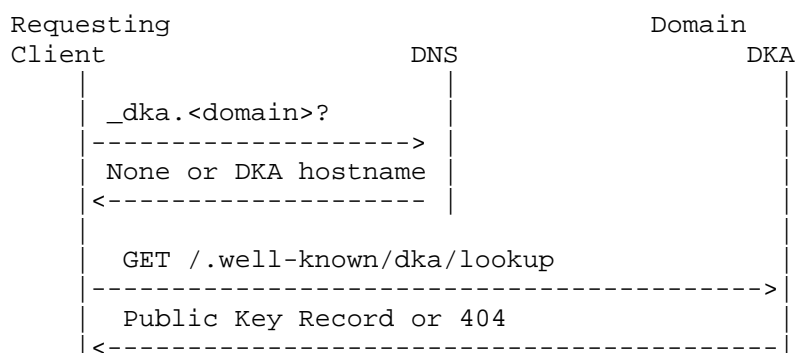 Requesting Domain
Client DNS DKA
_dka.<domain>?
None or DKA hostname
GET /.well-known/dka/lookup
Public Key Record or 404